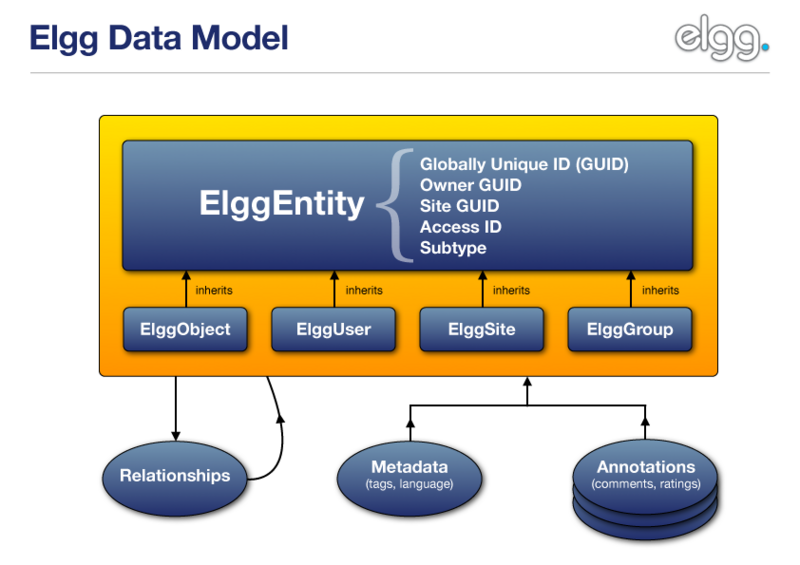 Elgg Data Model
elgg.
ElggEntity
Globally Unique ID (GUID)
Owner GUID
Site GUID
Access ID
Subtype
inherits
inherits
inherits
inherits
ElggObject
ElggUser
ElggSite
ElggGroup
Relationships
Metadata
(tags, language)
Annotations
(comments, ratings)